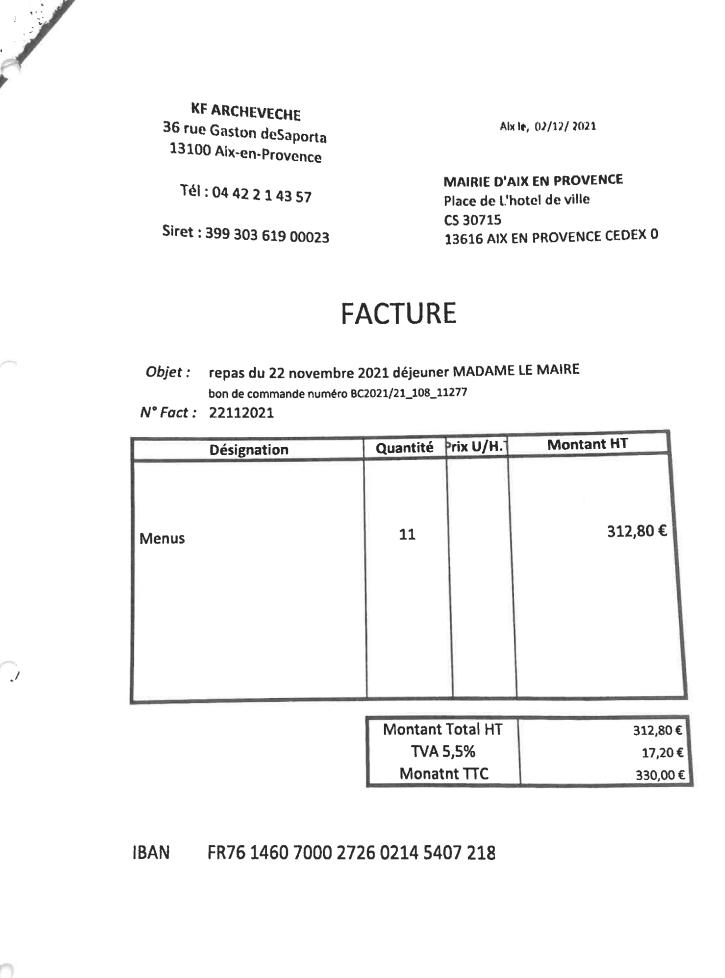 KF ARCHEVECHE
36 rue Gaston deSaporta
13100 Aix-en-Provence
Tél : 04 42 2 1 43 57
Siret : 399 303 619 00023
Aix le, 02/12/ 2021
MAIRIE D'AIX EN PROVENCE
Place de L'hotel de ville
CS 30715
13616 AIX EN PROVENCE CEDEX 0
FACTURE
Objet : repas du 22 novembre 2021 déjeuner MADAME LE MAIRE
bon de commande numéro BC2021/21_108_11277
N° Fact : 22112021
Désignation Quantité Prix U/H.T Montant HT
Menus 11 312,80 €
Montant Total HT 312,80 €
TVA 5,5% 17,20 €
Monatnt TTC 330,00 €
IBAN FR76 1460 7000 2726 0214 5407 218